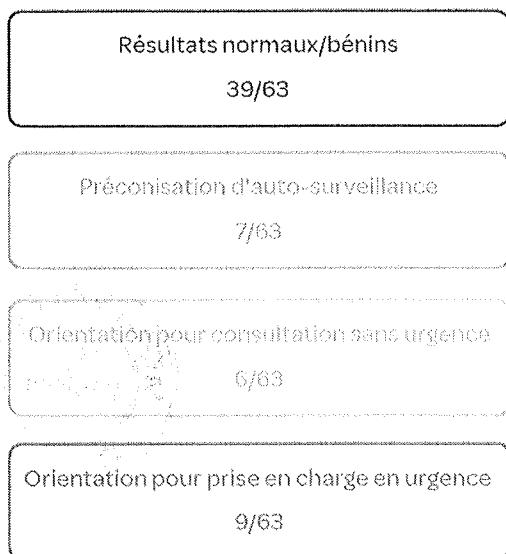 Résultats normaux/bénins
39/63
Préconisation d'auto-surveillance
7/63
Orientation pour consultation sans urgence
6/63
Orientation pour prise en charge en urgence
9/63